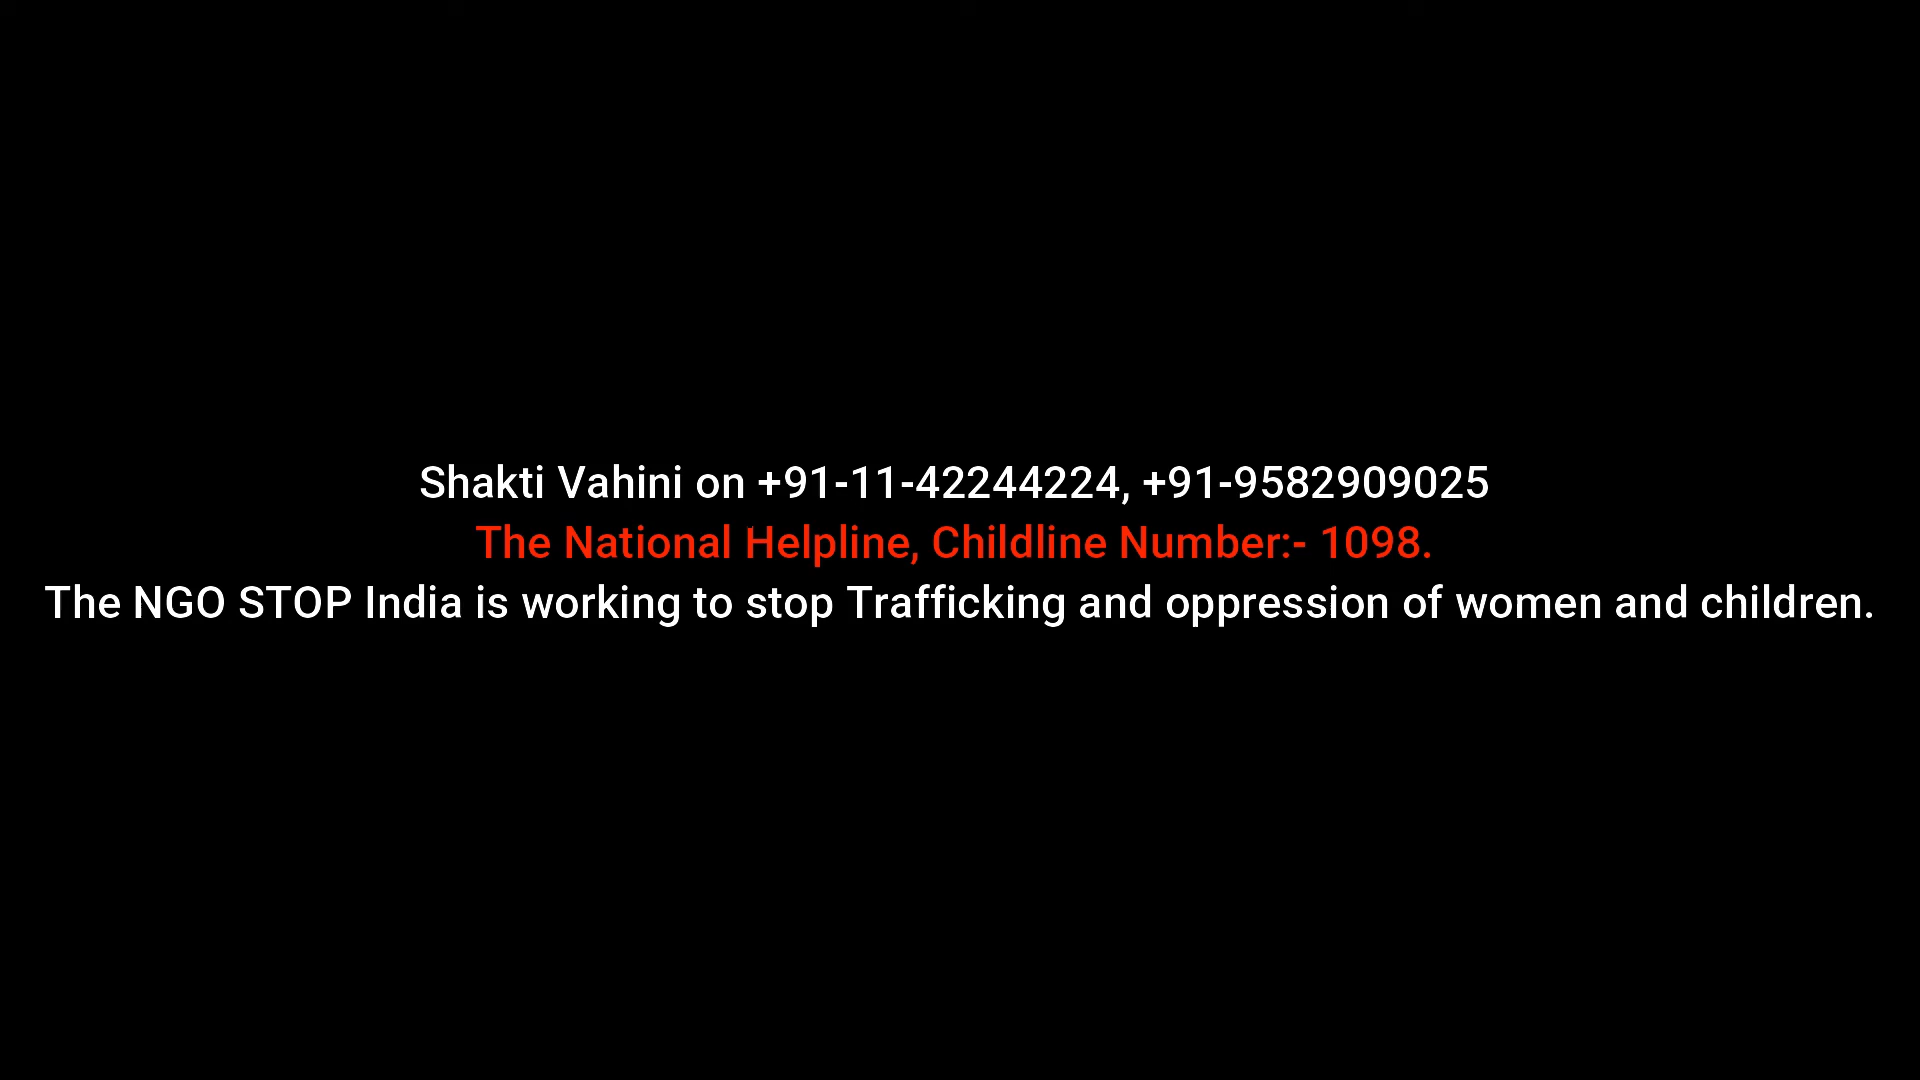 Shakti Vahini on +91-11-42244224, +91-9582909025
The National Helpline, Childline Number:- 1098.
The NGO STOP India is working to stop Trafficking and oppression of women and children.